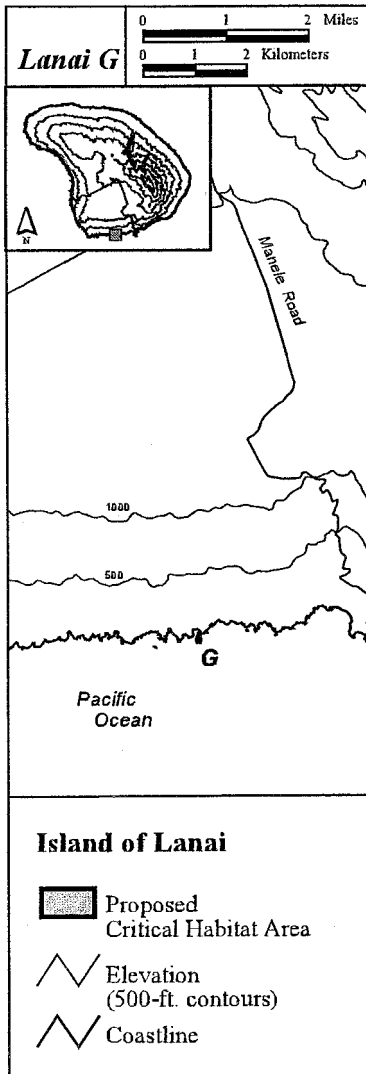 Lanai G
0 1 2 Miles
0 1 2 Kilometers
N
Manele Road
1000
500
G
Pacific
Ocean
Island of Lanai
Proposed
Critical Habitat Area
Elevation
(500-ft. contours)
Coastline